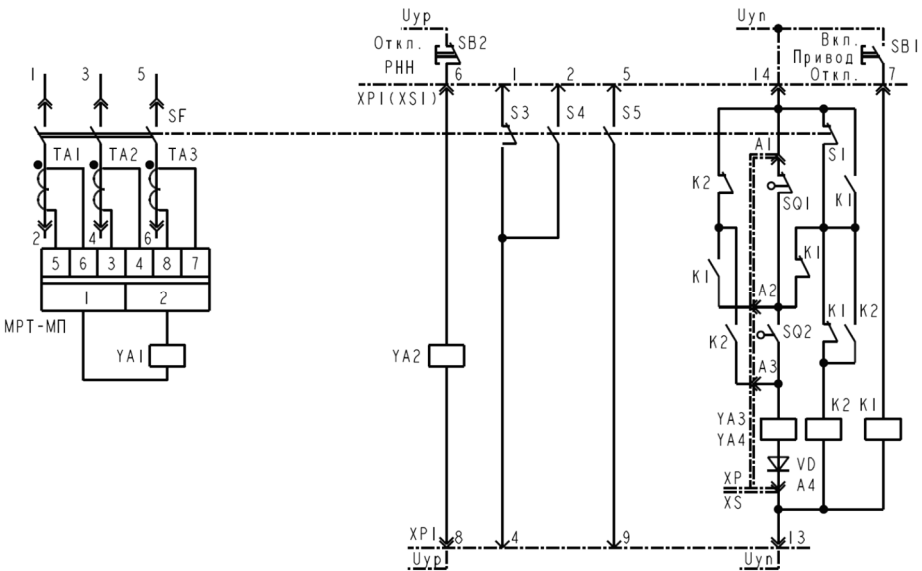 Uур Uуп
Откл. SB2 Вкл. SB1
РНН Привод
Откл.
1 3 5 6 1 2 5 14 7
XP1(XS1)
SF S3 S4 S5 A1 S1
TA1 TA2 TA3
K2 SQ1 K1
2 4 6
5 6 3 4 8 7
K1 K1
1 2 A2
МРТ-МП K2 SQ2 K1 K2
YA1 YA2 A3
YA3 K2 K1
YA4
VD
XP A4
XS
XP1 8 4 9 13
Uур Uуп